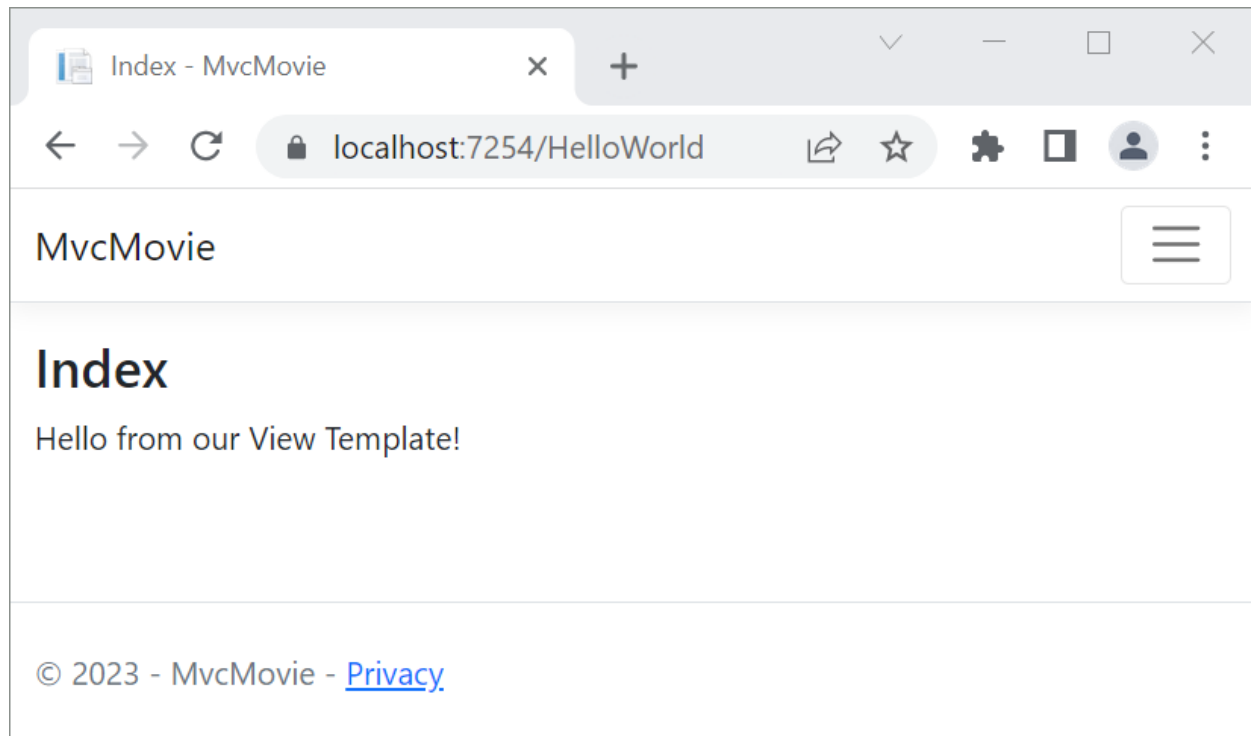 Index - MvcMovie
localhost:7254/HelloWorld
MvcMovie
Index
Hello from our View Template!
© 2023 - MvcMovie - Privacy